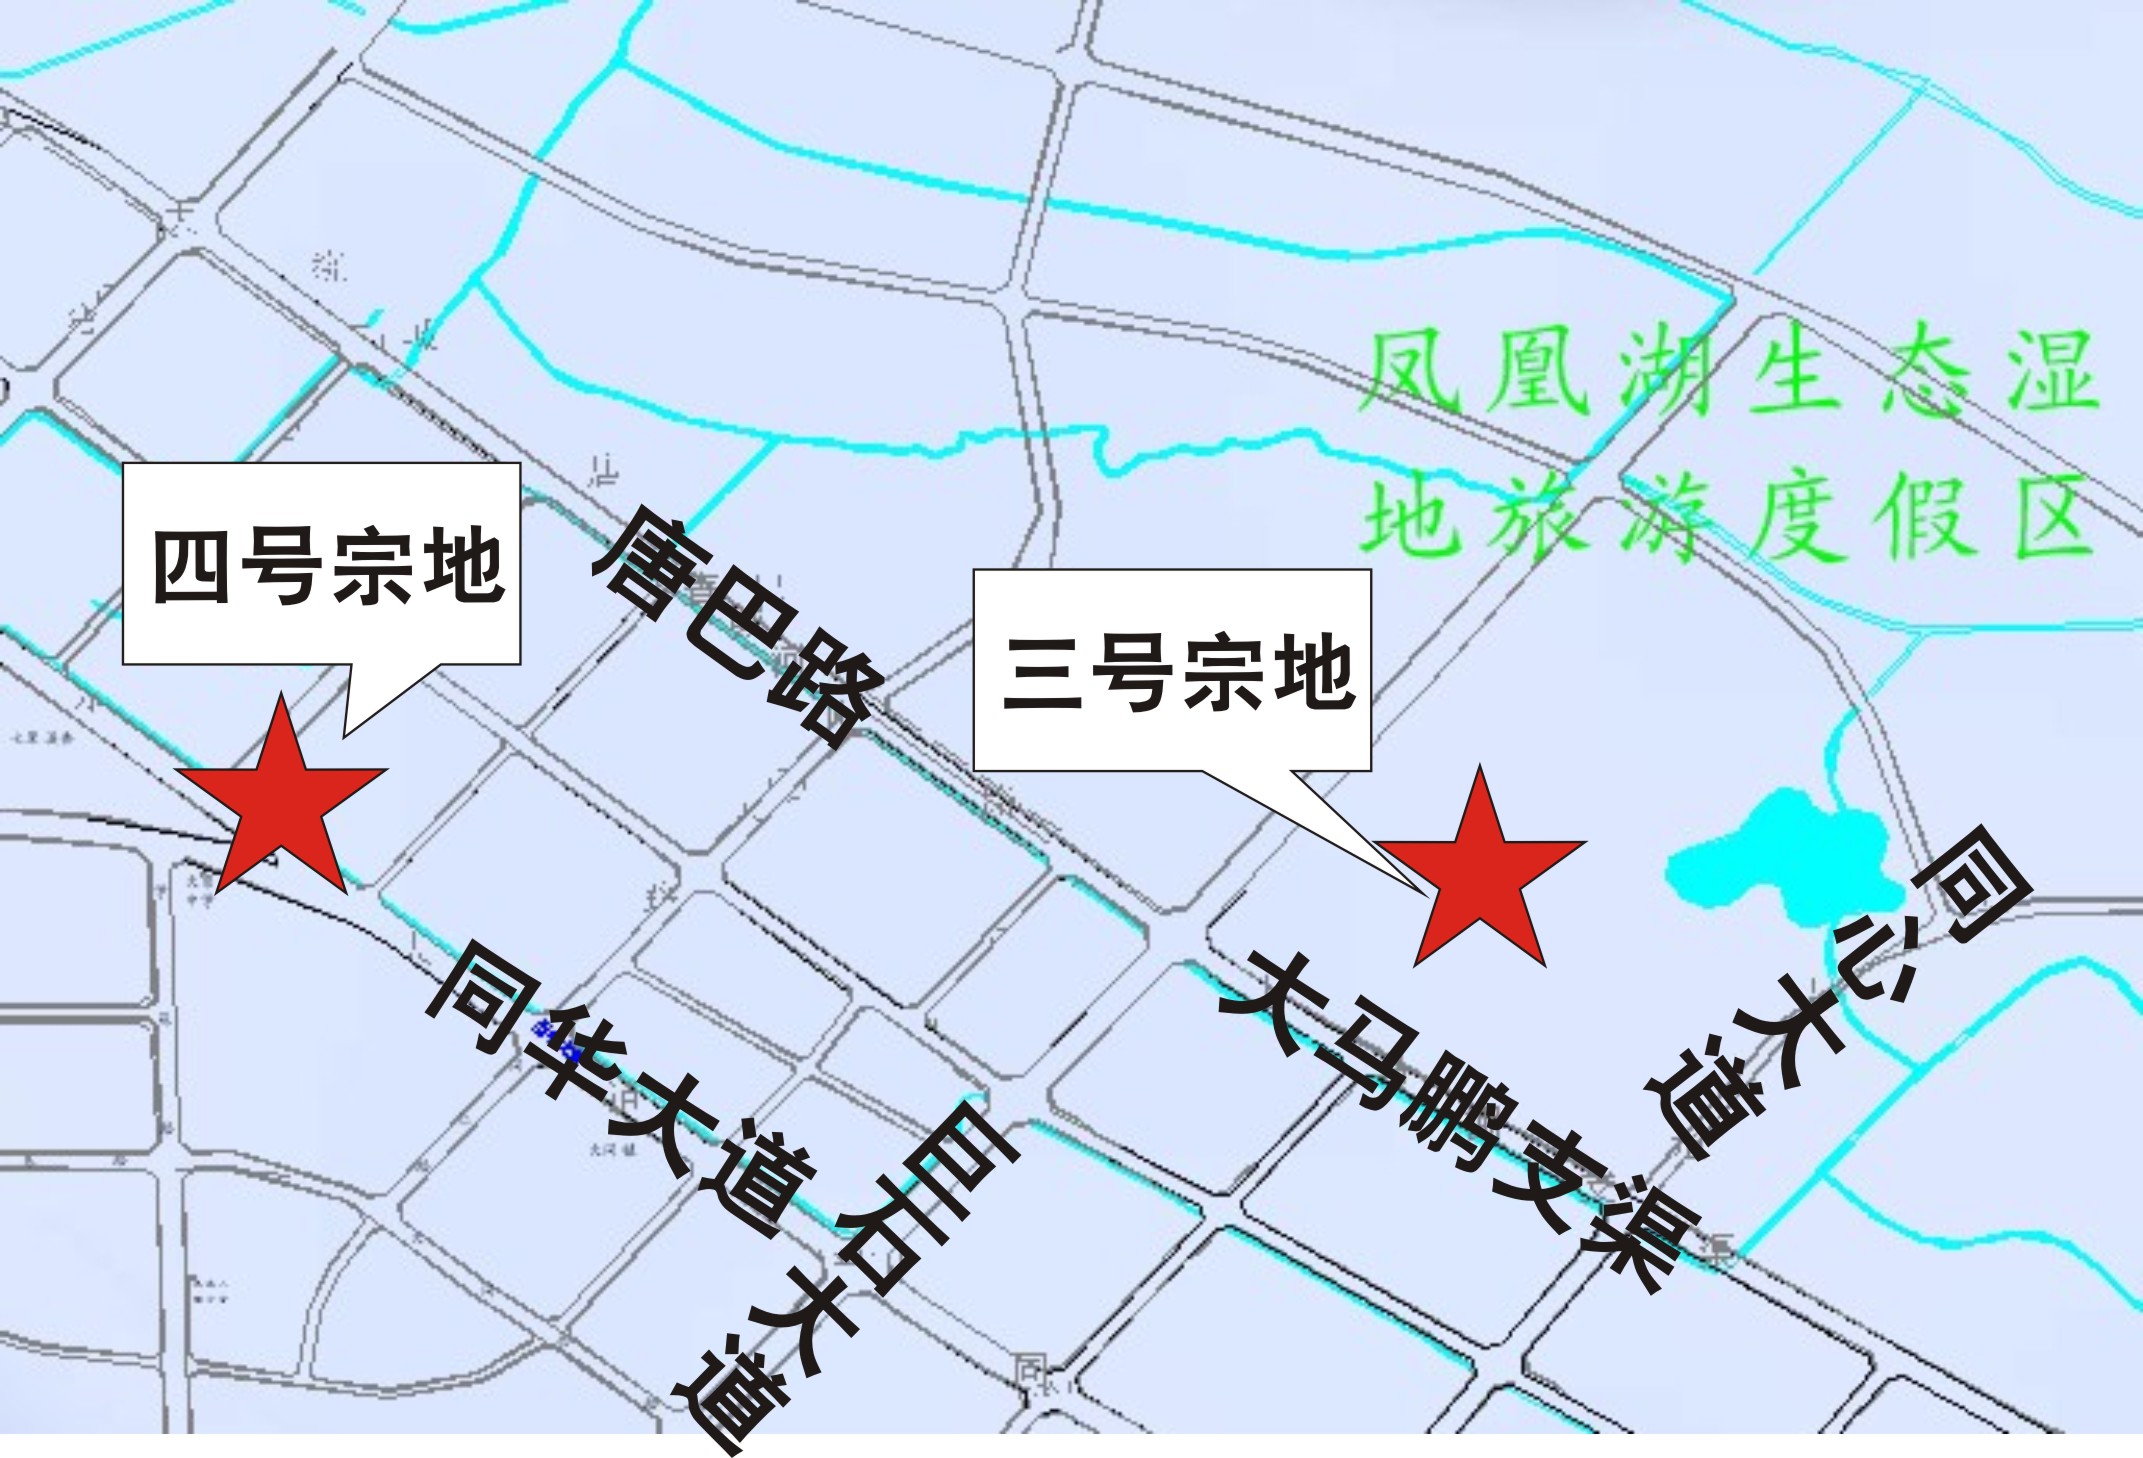 凤凰湖生态湿
地旅游度假区
四号宗地
唐巴路
三号宗地
同心大道
大马鹏支渠
同华大道
巨石大道